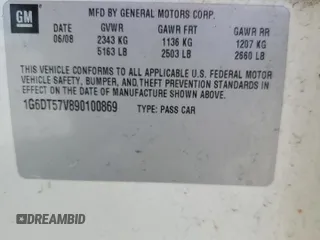 GM
MFD BY GENERAL MOTORS CORP.
DATE GVWR GAWR FRT GAWR RR
06/08 2343 KG 1136 KG 1207 KG
5163 LB 2503 LB 2660 LB
THIS VEHICLE CONFORMS TO ALL APPLICABLE U.S. FEDERAL MOTOR
VEHICLE SAFETY, BUMPER, AND THEFT PREVENTION STANDARDS IN
EFFECT ON THE DATE OF MANUFACTURE SHOWN ABOVE.
1G6DT57V890100869 TYPE: PASS CAR
DREAMBID